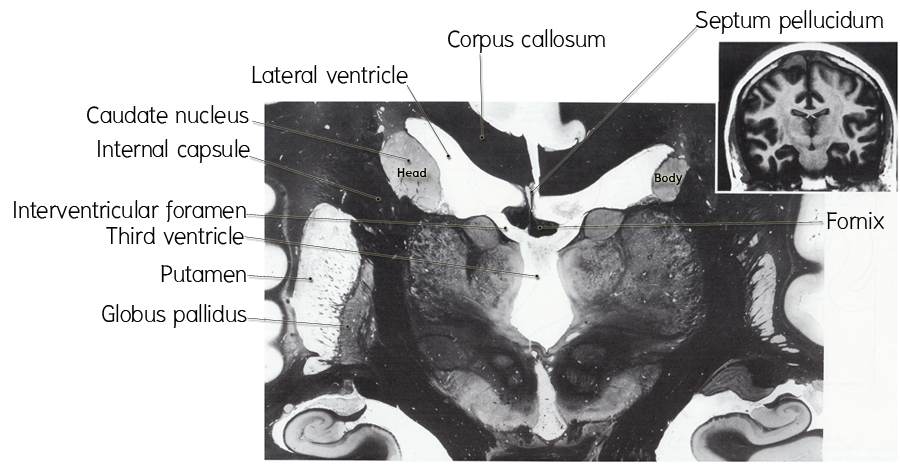 Septum pellucidum
Corpus callosum
Lateral ventricle
Caudate nucleus
Internal capsule
Head
Body
Interventricular foramen
Fornix
Third ventricle
Putamen
Globus pallidus